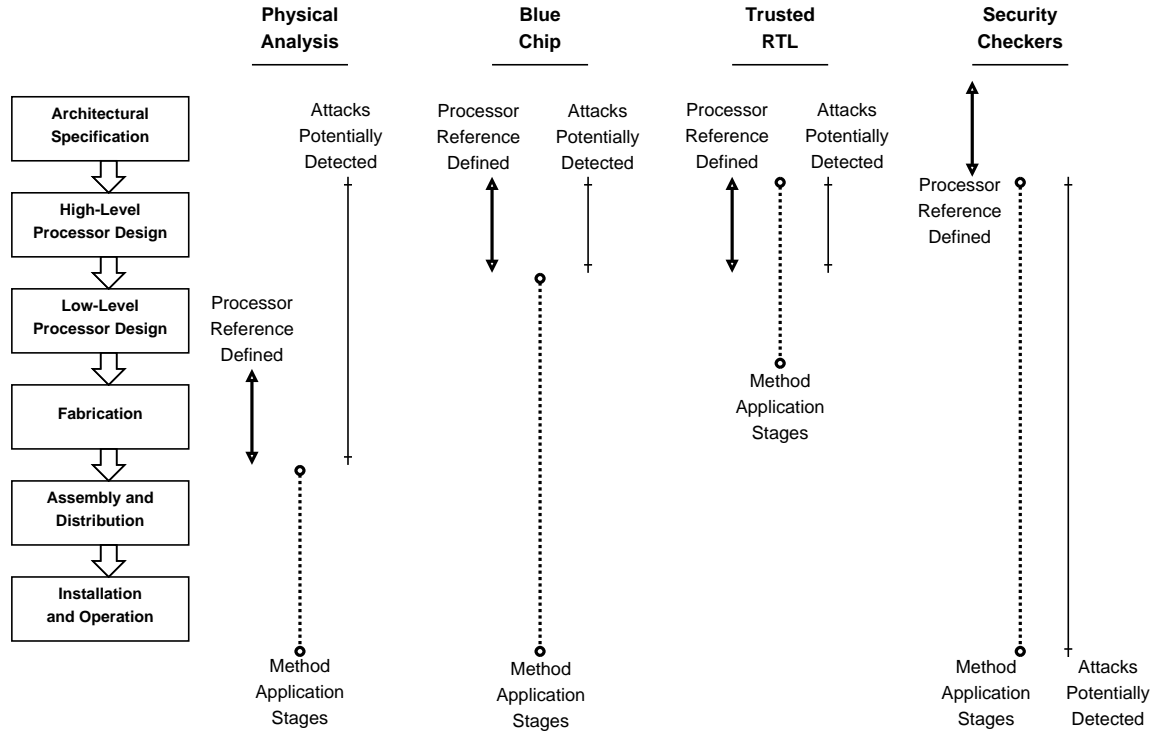 Physical
Analysis
Blue
Chip
Trusted
RTL
Security
Checkers
Architectural
Specification
High-Level
Processor Design
Low-Level
Processor Design
Fabrication
Assembly and
Distribution
Installation
and Operation
Processor
Reference
Defined
Attacks
Potentially
Detected
Method
Application
Stages
Processor
Reference
Defined
Attacks
Potentially
Detected
Method
Application
Stages
Processor
Reference
Defined
Attacks
Potentially
Detected
Method
Application
Stages
Processor
Reference
Defined
Method
Application
Stages
Attacks
Potentially
Detected